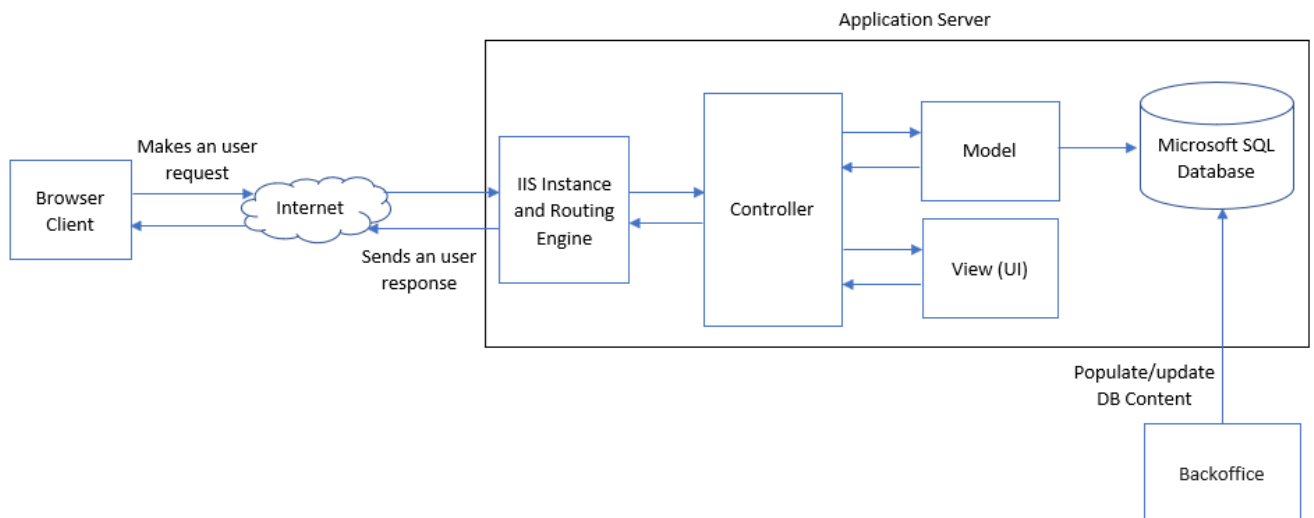 Application Server
Makes an user
request
Browser
Client
Internet
Sends an user
response
IIS Instance
and Routing
Engine
Controller
Model
View (UI)
Microsoft SQL
Database
Populate/update
DB Content
Backoffice